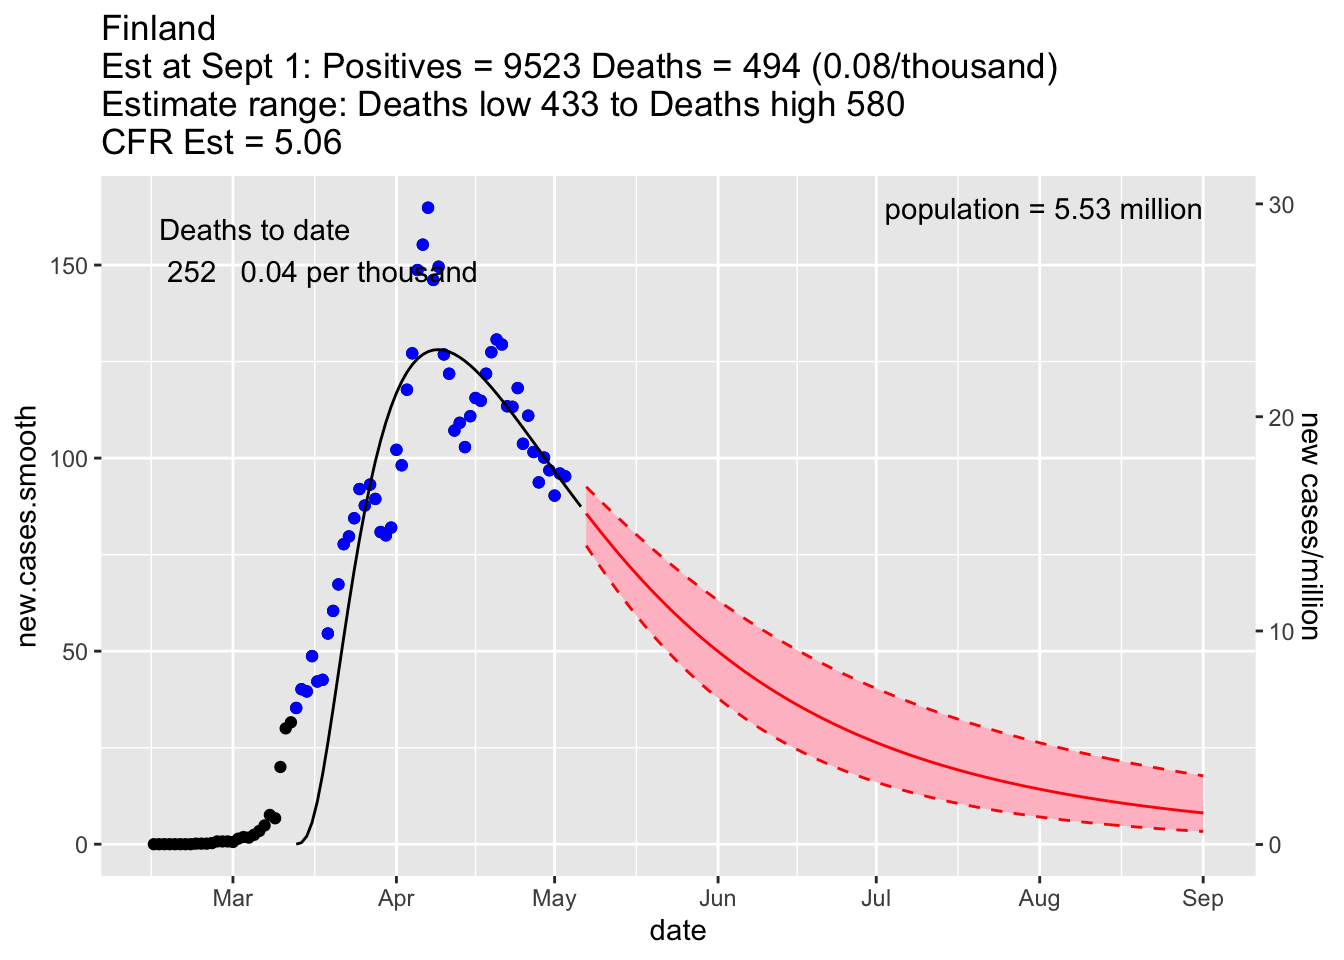 Finland
Est at Sept 1: Positives = 9523 Deaths = 494 (0.08/thousand)
Estimate range: Deaths low 433 to Deaths high 580
CFR Est = 5.06
Deaths to date
252 0.04 per thousand
population = 5.53 million
150
100
50
0
new.cases.smooth
30
20
10
0
new cases/million
Mar Apr May Jun Jul Aug Sep
date